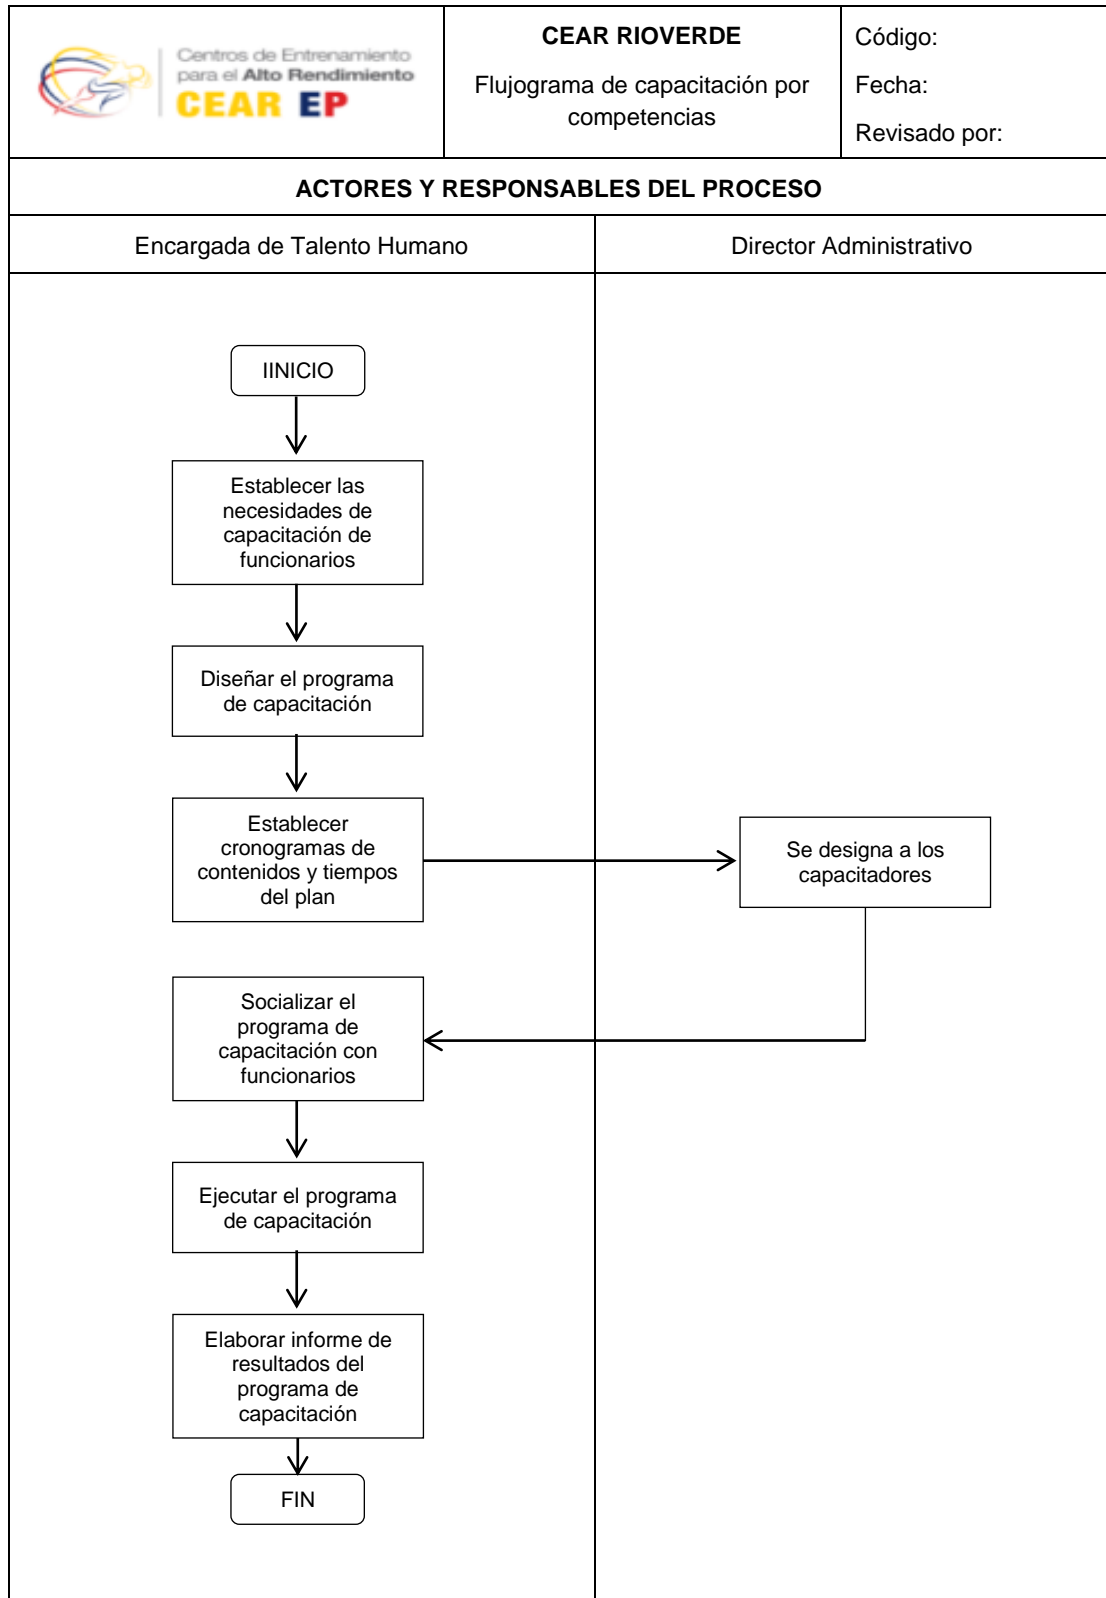 Centros de Entrenamiento
para el Alto Rendimiento
CEAR EP
CEAR RIOVERDE
Flujograma de capacitación por
competencias
Código:
Fecha:
Revisado por:
ACTORES Y RESPONSABLES DEL PROCESO
Encargada de Talento Humano
Director Administrativo
IINICIO
Establecer las
necesidades de
capacitación de
funcionarios
Diseñar el programa
de capacitación
Establecer
cronogramas de
contenidos y tiempos
del plan
Se designa a los
capacitadores
Socializar el
programa de
capacitación con
funcionarios
Ejecutar el programa
de capacitación
Elaborar informe de
resultados del
programa de
capacitación
FIN